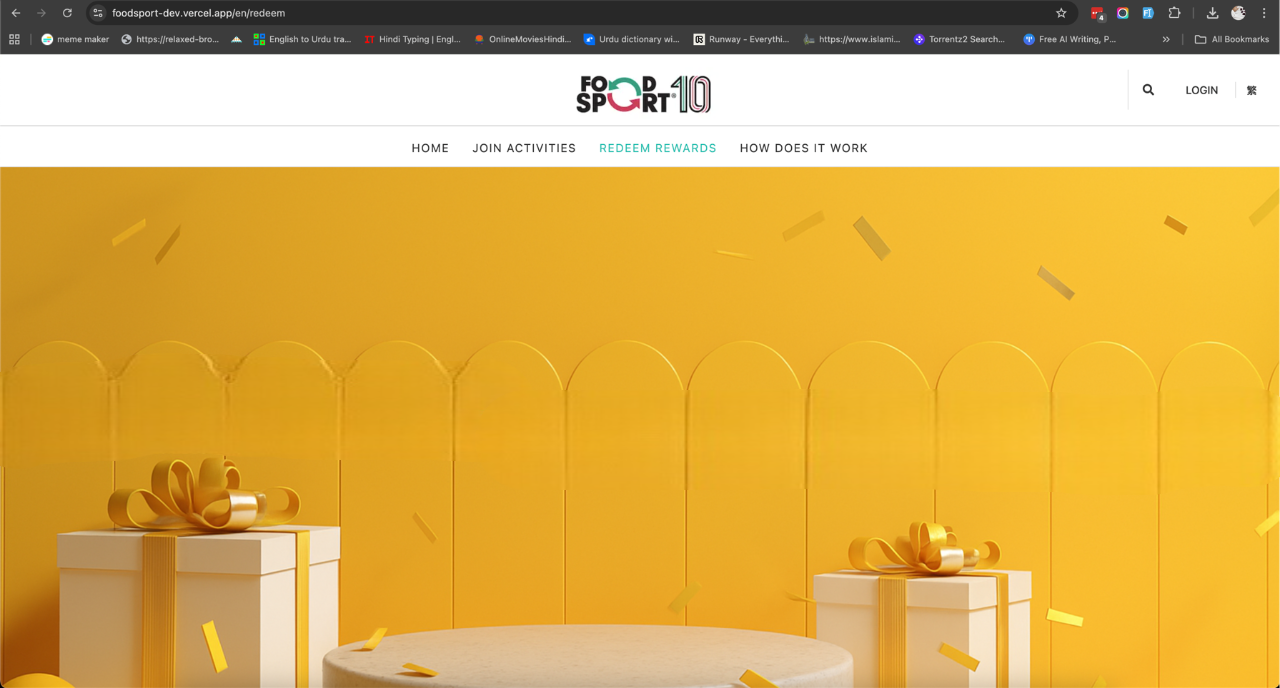 foodsport-dev.vercel.app/en/redeem
4
meme maker
https://relaxed-bro...
English to Urdu tra...
Hindi Typing | Engl...
OnlineMoviesHindi...
Urdu dictionary wi...
Runway - Everythi...
https://www.islami...
Torrentz2 Search...
Free AI Writing, P...
»
All Bookmarks
FOOD
SPORT® 10
LOGIN
繁
HOME
JOIN ACTIVITIES
REDEEM REWARDS
HOW DOES IT WORK